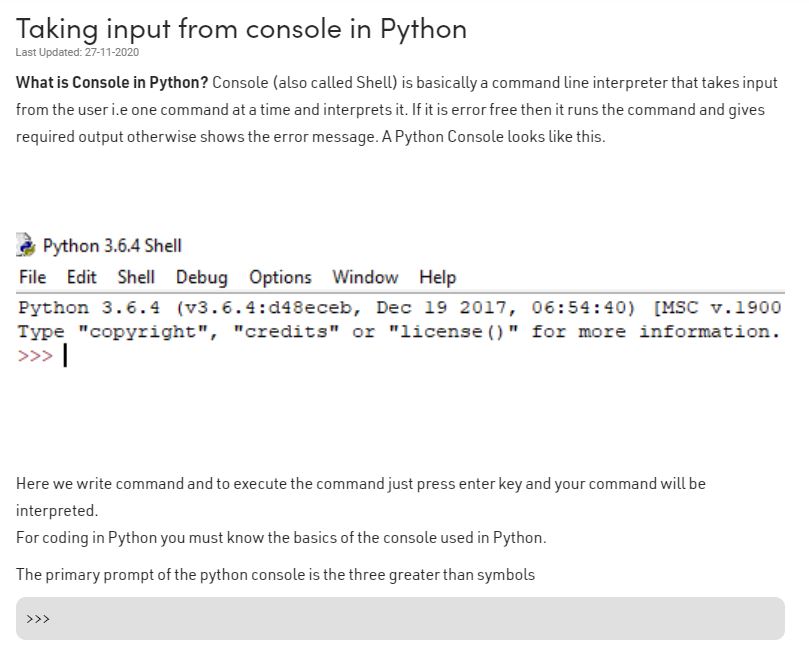 Taking input from console in Python
Last Updated: 27-11-2020
What is Console in Python? Console (also called Shell) is basically a command line interpreter that takes input
from the user i.e one command at a time and interprets it. If it is error free then it runs the command and gives
required output otherwise shows the error message. A Python Console looks like this.
Python 3.6.4 Shell
File Edit Shell Debug Options Window Help
Python 3.6.4 (v3.6.4:d48eceb, Dec 19 2017, 06:54:40) [MSC v.1900
Type "copyright", "credits" or "license()" for more information.
>>>
Here we write command and to execute the command just press enter key and your command will be
interpreted.
For coding in Python you must know the basics of the console used in Python.
The primary prompt of the python console is the three greater than symbols
>>>